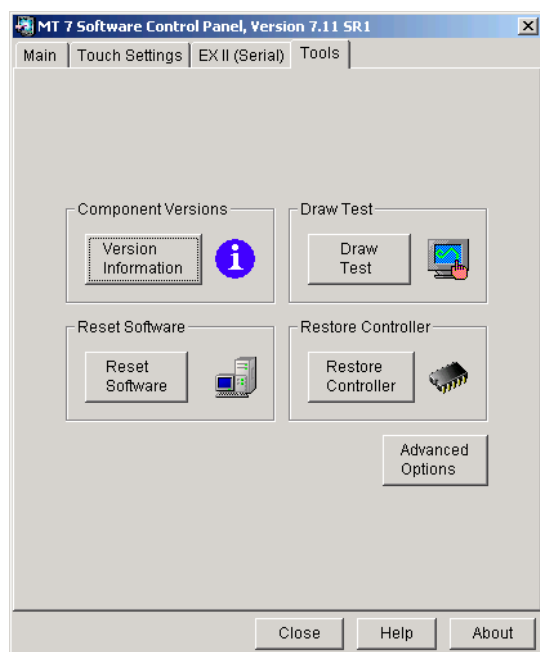 MT 7 Software Control Panel, Version 7.11 SR1
Main Touch Settings EX II (Serial) Tools
Component Versions
Version
Information
Draw Test
Draw
Test
Reset Software
Reset
Software
Restore Controller
Restore
Controller
Advanced
Options
Close Help About